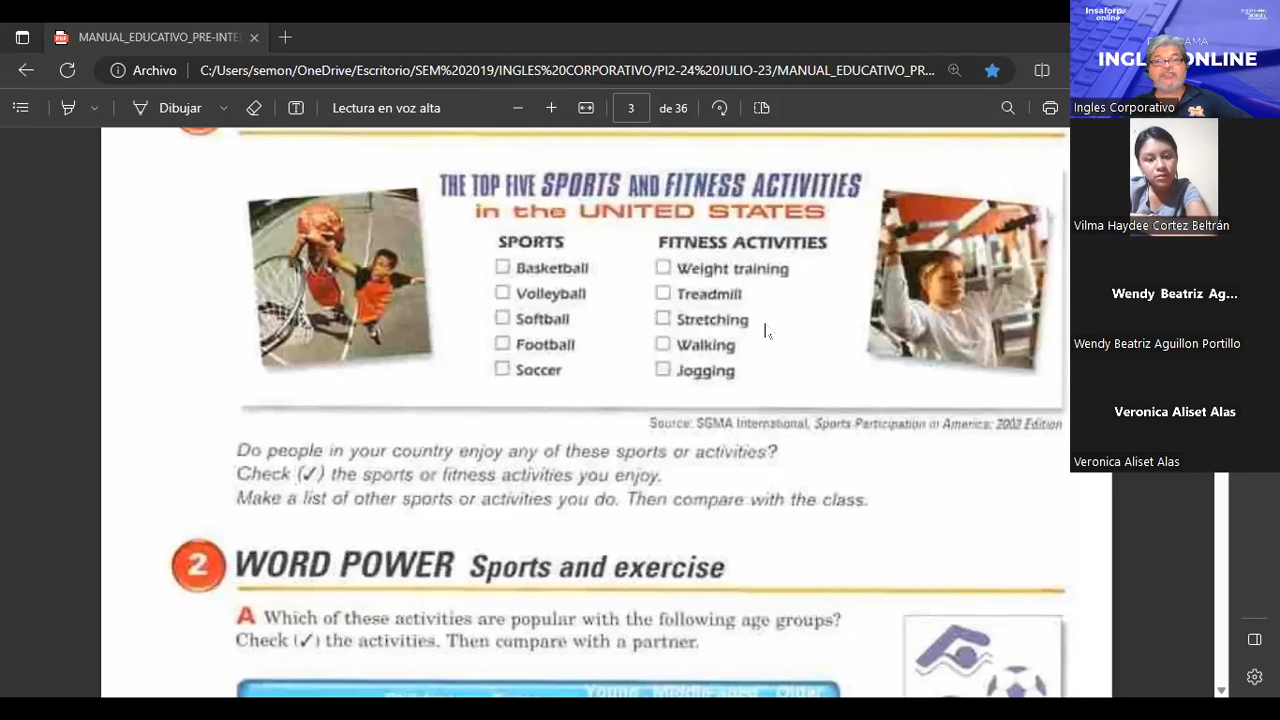 MANUAL_EDUCATIVO_PRE-INTE
Archivo
C:/Users/semon/OneDrive/Escritorio/SEM%202019/INGLES%20CORPORATIVO/PI2-24%20JULIO-23/MANUAL_EDUCATIVO_PR...
Dibujar
Lectura en voz alta
3
de 36
THE TOP FIVE SPORTS AND FITNESS ACTIVITIES
in the UNITED STATES
SPORTS
Basketball
Volleyball
Softball
Football
Soccer
FITNESS ACTIVITIES
Weight training
Treadmill
Stretching
Walking
Jogging
Source: SGMA International, Sports Participation in America: 2002 Edition
Do people in your country enjoy any of these sports or activities?
Check (✓) the sports or fitness activities you enjoy.
Make a list of other sports or activities you do. Then compare with the class.
2 WORD POWER Sports and exercise
A Which of these activities are popular with the following age groups?
Check (✓) the activities. Then compare with a partner.
Young Middle-aged Older
Insaforp
online
INGL ONLINE
Ingles Corporativo
Vilma Haydee Cortez Beltrán
Wendy Beatriz Ag...
Wendy Beatriz Aguillon Portillo
Veronica Aliset Alas
Veronica Aliset Alas